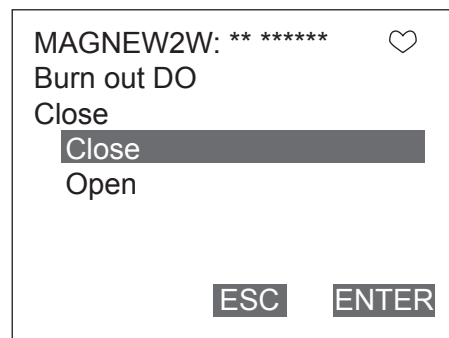 MAGNEW2W: ** ******
Burn out DO
Close
Close
Open
ESC ENTER